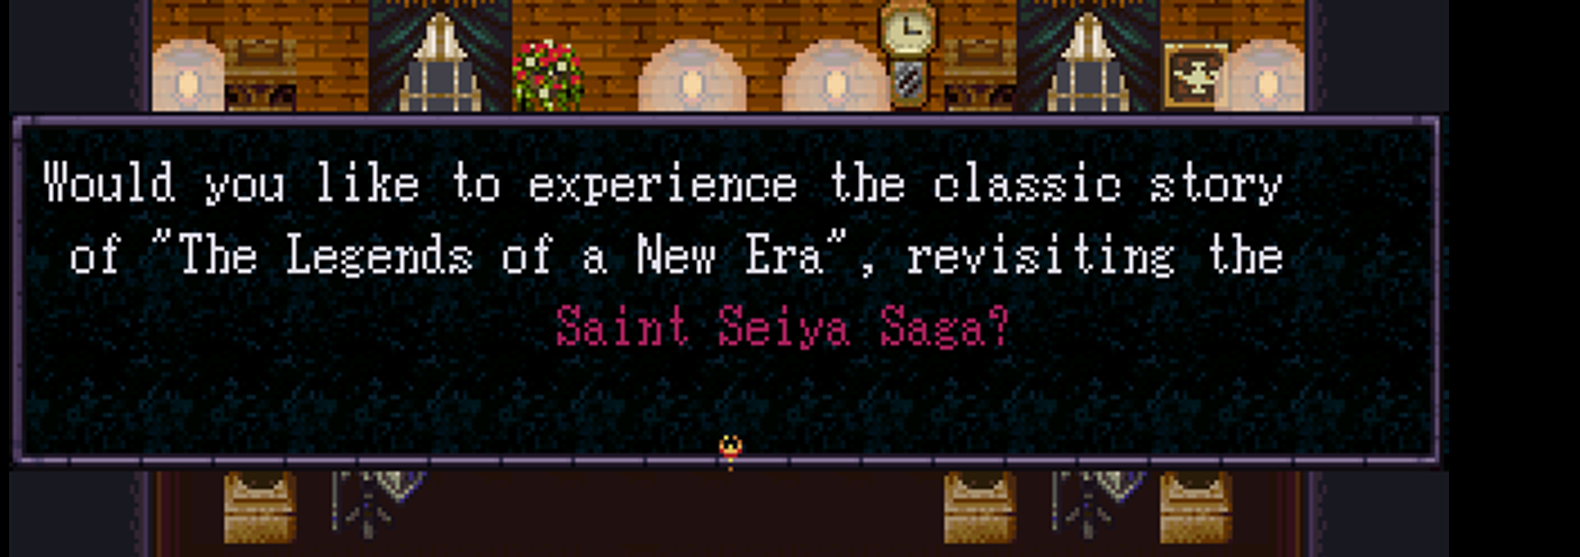 Would you like to experience the classic story
of "The Legends of a New Era", revisiting the
Saint Seiya Saga?